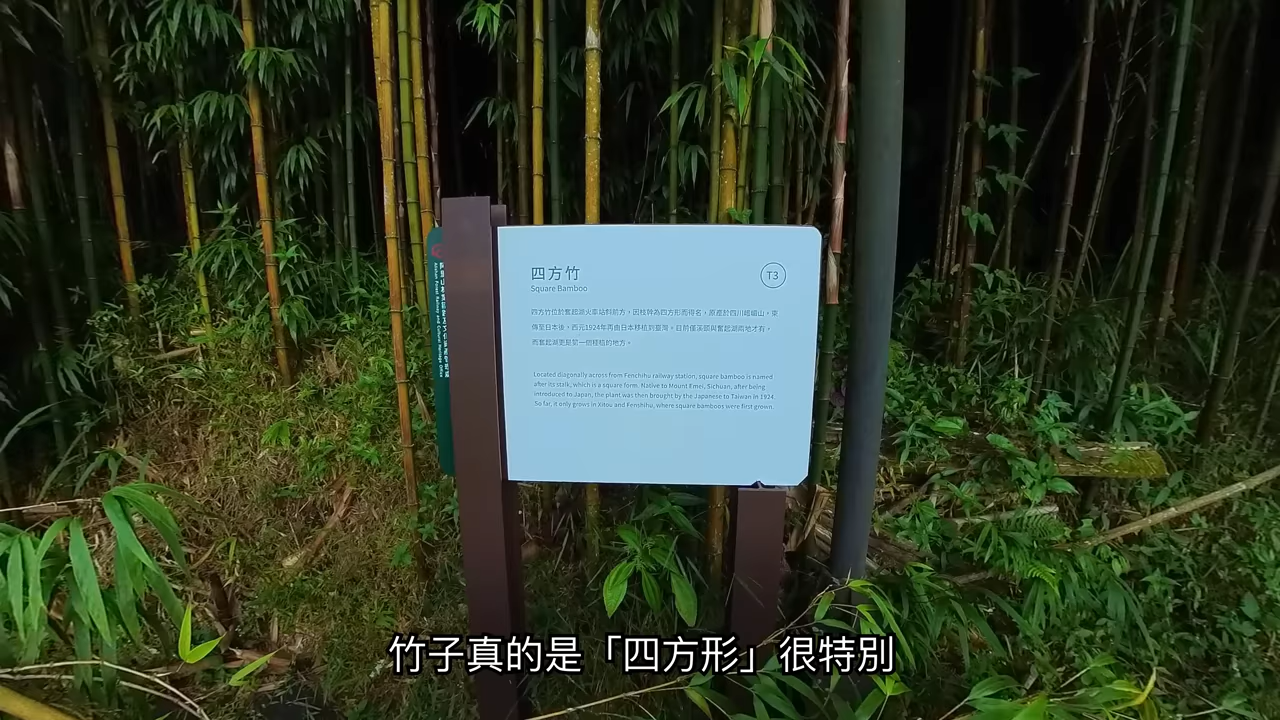 四方竹
Square Bamboo
T3
四方竹位於奮起湖火車站斜前方，因枝幹為四方形而得名，原產於四川峨嵋山，東
傳至日本後，西元1924年再由日本移植到臺灣。目前僅溪頭與奮起湖兩地才有，
而奮起湖更是第一個種植的地方。
Located diagonally across from Fenchihu railway station, square bamboo is named
after its stalk, which is a square form. Native to Mount Emei, Sichuan, after being
introduced to Japan, the plant was then brought by the Japanese to Taiwan in 1924.
So far, it only grows in Xitou and Fenshihu, where square bamboos were first grown.
竹子真的是「四方形」很特別